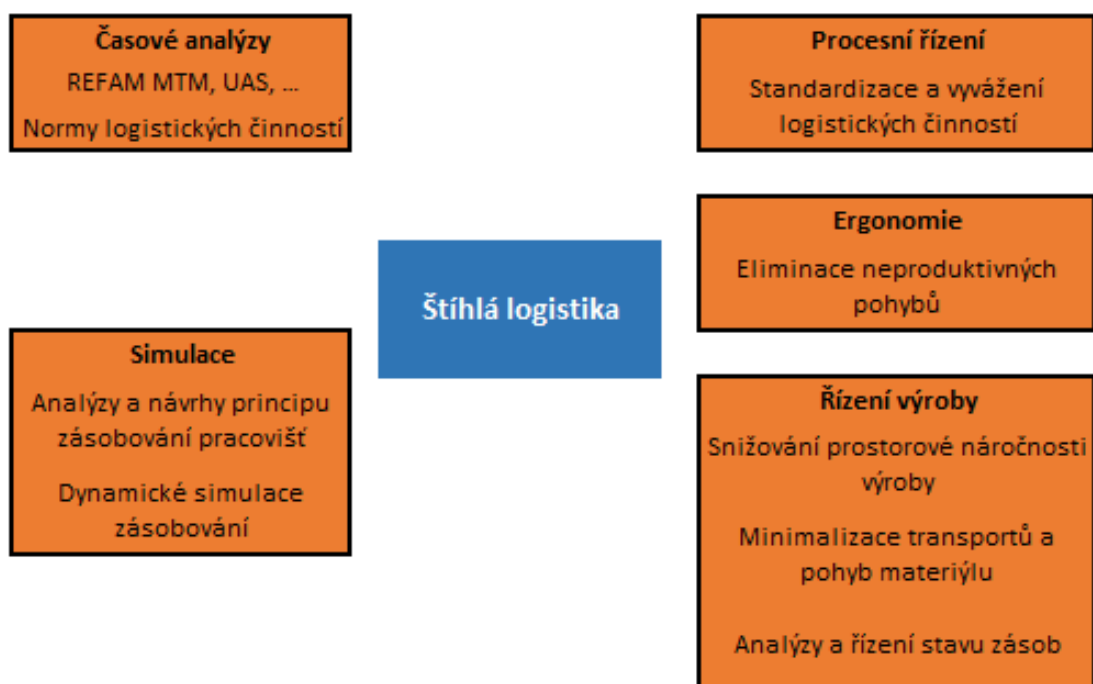 Časové analýzy
REFAM MTM, UAS, ...
Normy logistických činností
Simulace
Analýzy a návrhy principu
zásobování pracovišť
Dynamické simulace
zásobování
Štíhlá logistika
Procesní řízení
Standardizace a vyvážení
logistických činností
Ergonomie
Eliminace neproduktivných
pohybů
Řízení výroby
Snižování prostorové náročnosti
výroby
Minimalizace transportů a
pohyb materiýlu
Analýzy a řízení stavu zásob